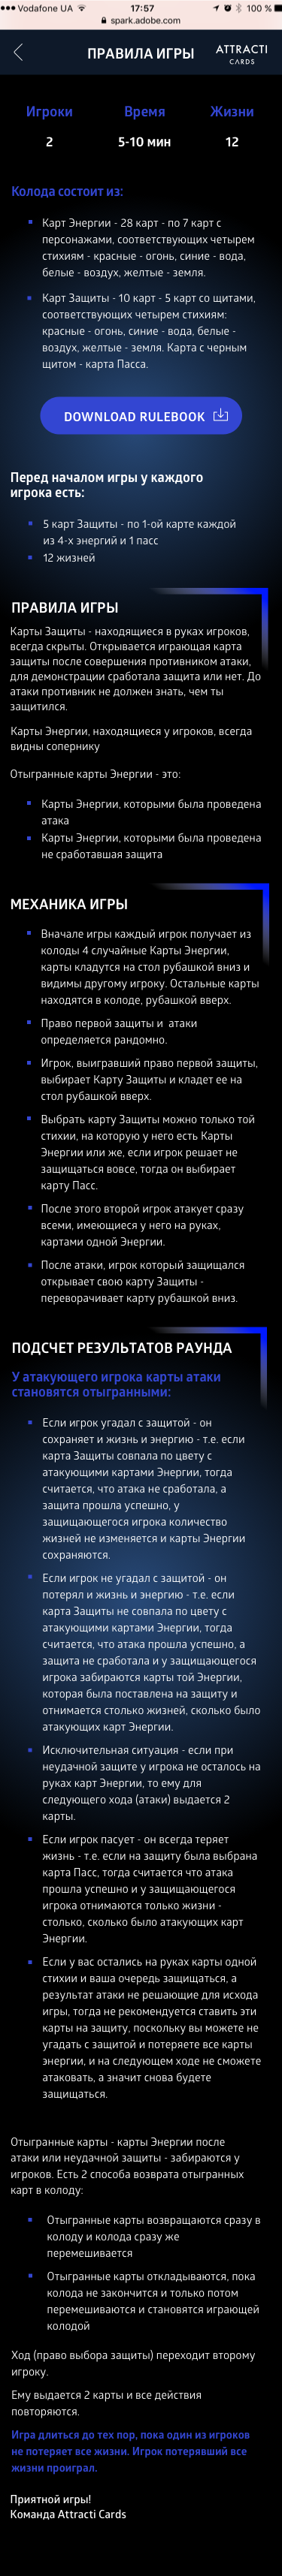 Vodafone UA 17:57 100 %
spark.adobe.com
ПРАВИЛА ИГРЫ
ATTRACTI
CARDS
Игроки Время Жизни
2 5-10 мин 12
Колода состоит из:
Карт Энергии - 28 карт - по 7 карт с
персонажами, соответствующих четырем
стихиям - красные - огонь, синие - вода,
белые - воздух, желтые - земля.
Карт Защиты - 10 карт - 5 карт со щитами,
соответствующих четырем стихиям:
красные - огонь, синие - вода, белые -
воздух, желтые - земля. Карта с черным
щитом - карта Пасса.
DOWNLOAD RULEBOOK
Перед началом игры у каждого
игрока есть:
5 карт Защиты - по 1-ой карте каждой
из 4-х энергий и 1 пасс
12 жизней
ПРАВИЛА ИГРЫ
Карты Защиты - находящиеся в руках игроков,
всегда скрыты. Открывается играющая карта
защиты после совершения противником атаки,
для демонстрации сработала защита или нет. До
атаки противник не должен знать, чем ты
защитился.
Карты Энергии, находящиеся у игроков, всегда
видны сопернику
Отыгранные карты Энергии - это:
Карты Энергии, которыми была проведена
атака
Карты Энергии, которыми была проведена
не сработавшая защита
МЕХАНИКА ИГРЫ
Вначале игры каждый игрок получает из
колоды 4 случайные Карты Энергии,
карты кладутся на стол рубашкой вниз и
видимы другому игроку. Остальные карты
находятся в колоде, рубашкой вверх.
Право первой защиты и атаки
определяется рандомно.
Игрок, выигравший право первой защиты,
выбирает Карту Защиты и кладет ее на
стол рубашкой вверх.
Выбрать карту Защиты можно только той
стихии, на которую у него есть Карты
Энергии или же, если игрок решает не
защищаться вовсе, тогда он выбирает
карту Пасс.
После этого второй игрок атакует сразу
всеми, имеющиеся у него на руках,
картами одной Энергии.
После атаки, игрок который защищался
открывает свою карту Защиты -
переворачивает карту рубашкой вниз.
ПОДСЧЕТ РЕЗУЛЬТАТОВ РАУНДА
У атакующего игрока карты атаки
становятся отыгранными:
Если игрок угадал с защитой - он
сохраняет и жизнь и энергию - т.е. если
карта Защиты совпала по цвету с
атакующими картами Энергии, тогда
считается, что атака не сработала, а
защита прошла успешно, у
защищающегося игрока количество
жизней не изменяется и карты Энергии
сохраняются.
Если игрок не угадал с защитой - он
потерял и жизнь и энергию - т.е. если
карта Защиты не совпала по цвету с
атакующими картами Энергии, тогда
считается, что атака прошла успешно, а
защита не сработала и у защищающегося
игрока забираются карты той Энергии,
которая была поставлена на защиту и
отнимается столько жизней, сколько было
атакующих карт Энергии.
Исключительная ситуация - если при
неудачной защите у игрока не осталось на
руках карт Энергии, то ему для
следующего хода (атаки) выдается 2
карты.
Если игрок пасует - он всегда теряет
жизнь - т.е. если на защиту была выбрана
карта Пасс, тогда считается что атака
прошла успешно и у защищающегося
игрока отнимаются только жизни -
столько, сколько было атакующих карт
Энергии.
Если у вас остались на руках карты одной
стихии и ваша очередь защищаться, а
результат атаки не решающие для исхода
игры, тогда не рекомендуется ставить эти
карты на защиту, поскольку вы можете не
угадать с защитой и потеряете все карты
энергии, и на следующем ходе не сможете
атаковать, а значит снова будете
защищаться.
Отыгранные карты - карты Энергии после
атаки или неудачной защиты - забираются у
игроков. Есть 2 способа возврата отыгранных
карт в колоду:
Отыгранные карты возвращаются сразу в
колоду и колода сразу же
перемешивается
Отыгранные карты откладываются, пока
колода не закончится и только потом
перемешиваются и становятся играющей
колодой
Ход (право выбора защиты) переходит второму
игроку.
Ему выдается 2 карты и все действия
повторяются.
Игра длиться до тех пор, пока один из игроков
не потеряет все жизни. Игрок потерявший все
жизни проиграл.
Приятной игры!
Команда Attracti Cards